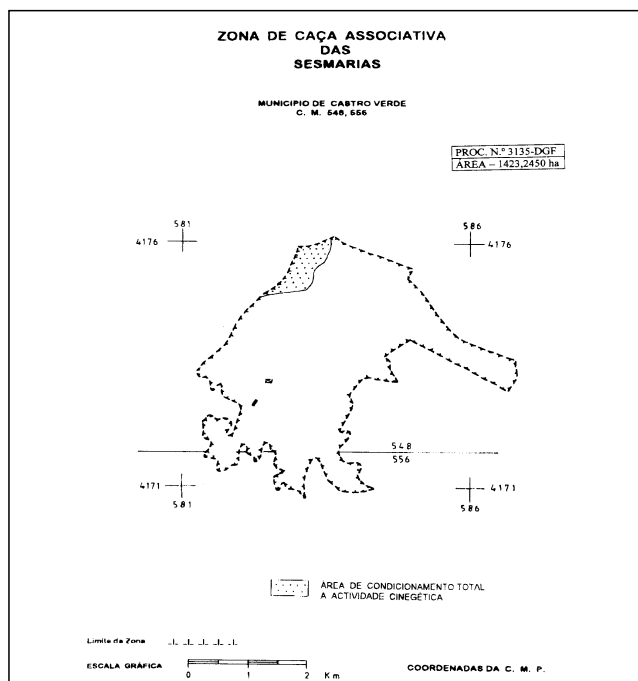 ZONA DE CAÇA ASSOCIATIVA
DAS
SESMARIAS
MUNICIPIO DE CASTRO VERDE
C. M. 548, 556
PROC. N.º 3135-DGF
ÁREA – 1423,2450 ha
581
4176
586
4176
548
556
4171
581
4171
586
ÁREA DE CONDICIONAMENTO TOTAL
A ACTIVIDADE CINEGÉTICA
Limite da Zona
ESCALA GRÁFICA
0 1 2 Km
COORDENADAS DA C. M. P.